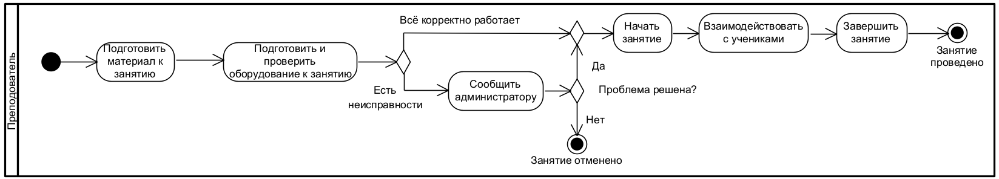 Преподователь
Подготовить
материал к
занятию
Подготовить и
проверить
оборудование к занятию
Всё корректно работает
Есть
неисправности
Сообщить
администратору
Да
Проблема решена?
Нет
Занятие отменено
Начать
занятие
Взаимодействовать
с учениками
Завершить
занятие
Занятие
проведено